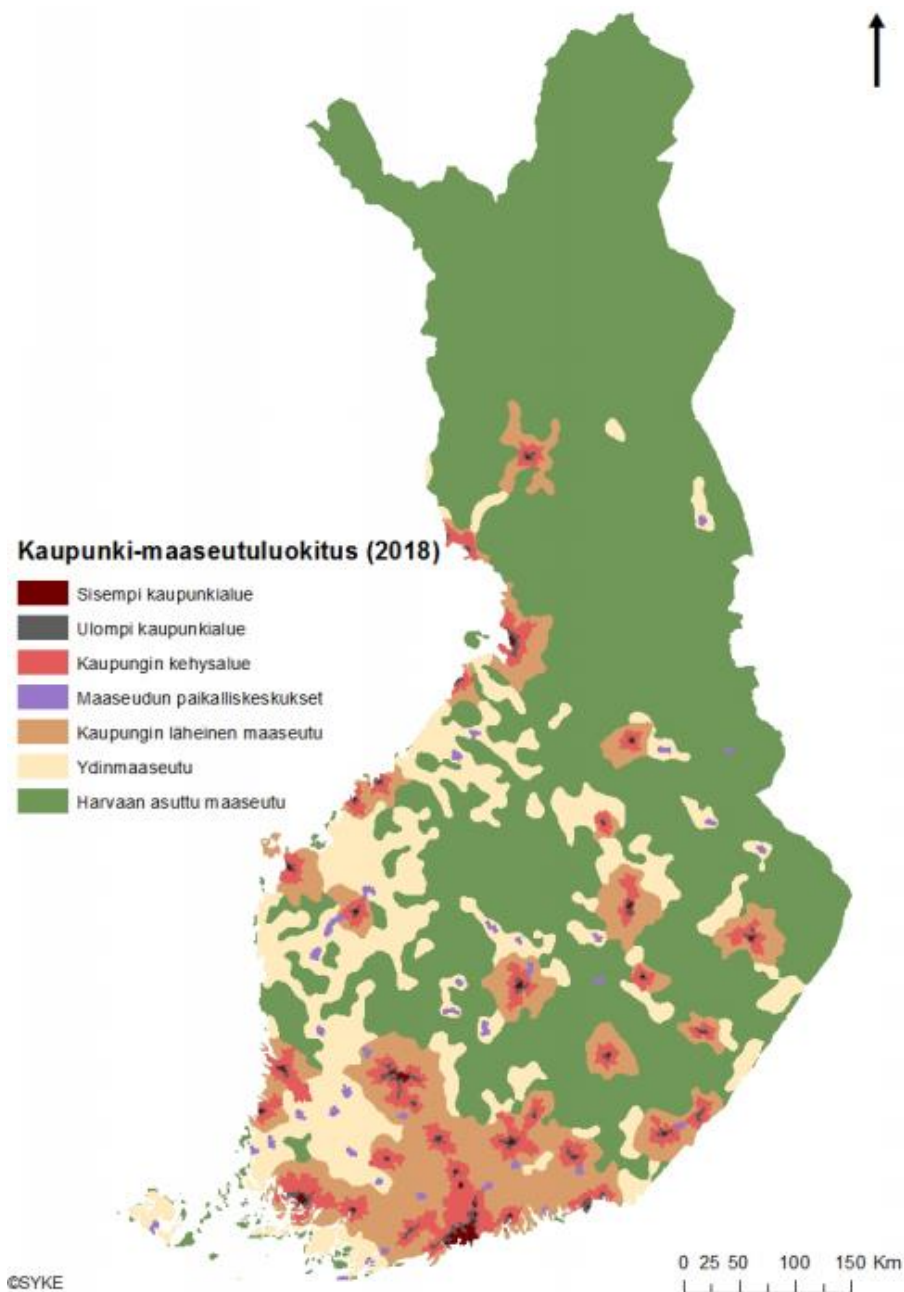 Kaupunki-maaseutuluokitus (2018)
Sisempi kaupunkialue
Ulompi kaupunkialue
Kaupungin kehysalue
Maaseudun paikalliskeskukset
Kaupungin läheinen maaseutu
Ydinmaaseutu
Harvaan asuttu maaseutu
©SYKE
0 25 50 100 150 Km